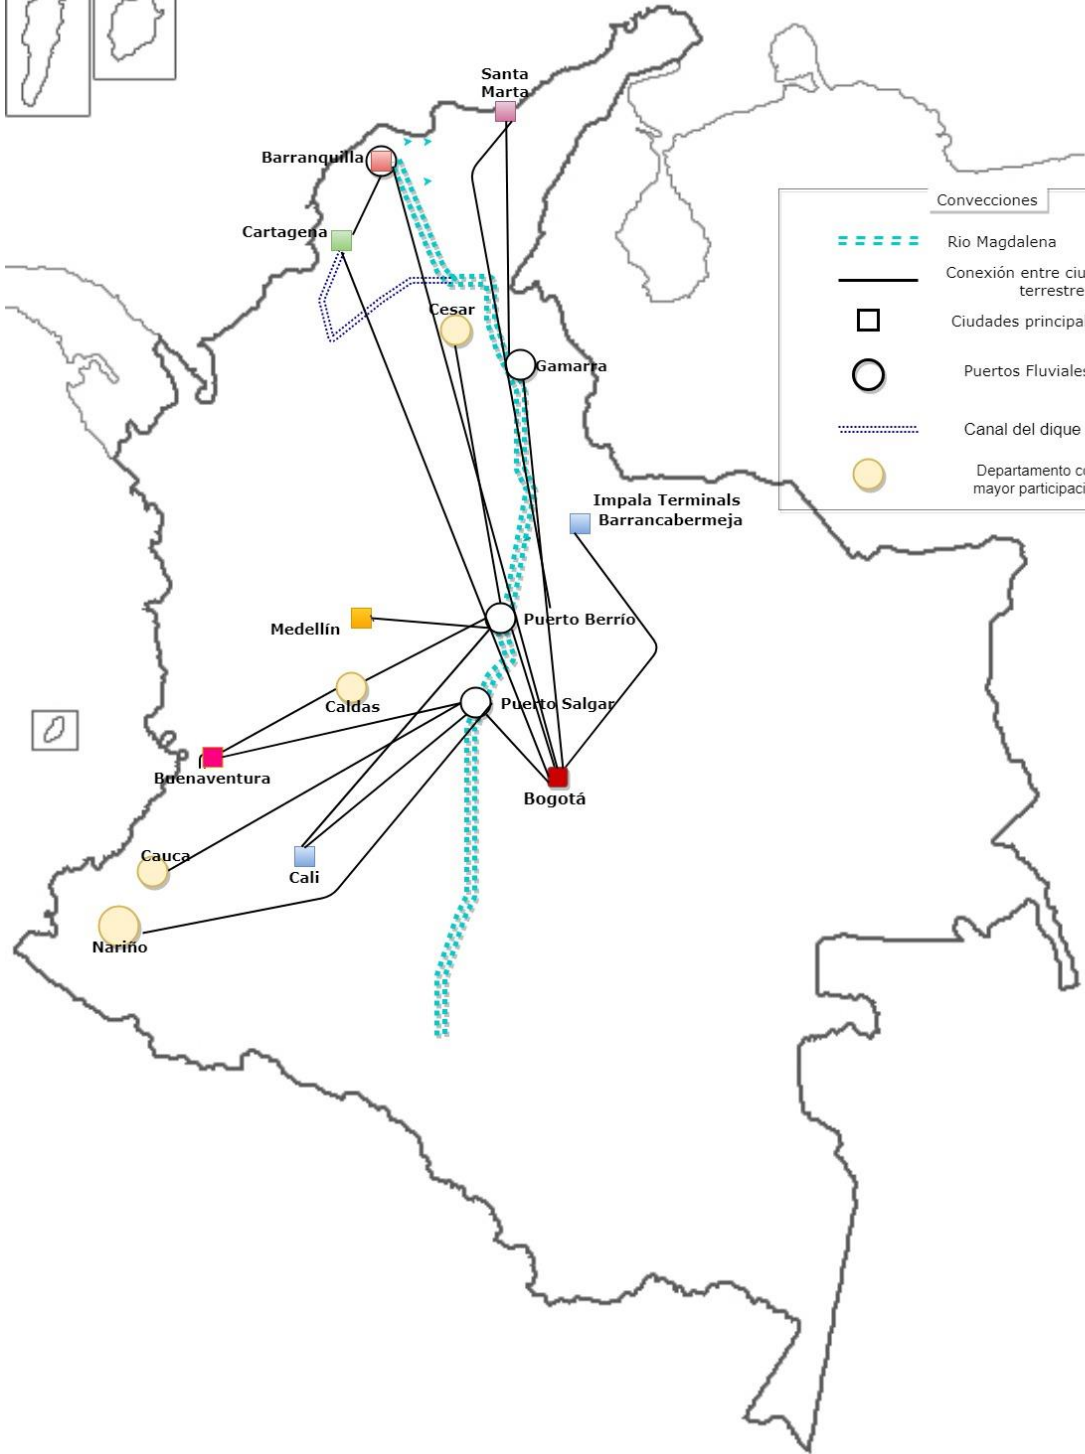 Santa
Marta
Barranquilla
Cartagena
Cesar
Gamarra
Impala Terminals
Barrancabermeja
Medellín
Puerto Berrío
Caldas
Puerto Salgar
Buenaventura
Bogotá
Cauca
Cali
Nariño
Convecciones
Rio Magdalena
Conexión entre ciu
terrestre
Ciudades principal
Puertos Fluviales
Canal del dique
Departamento co
mayor participaci